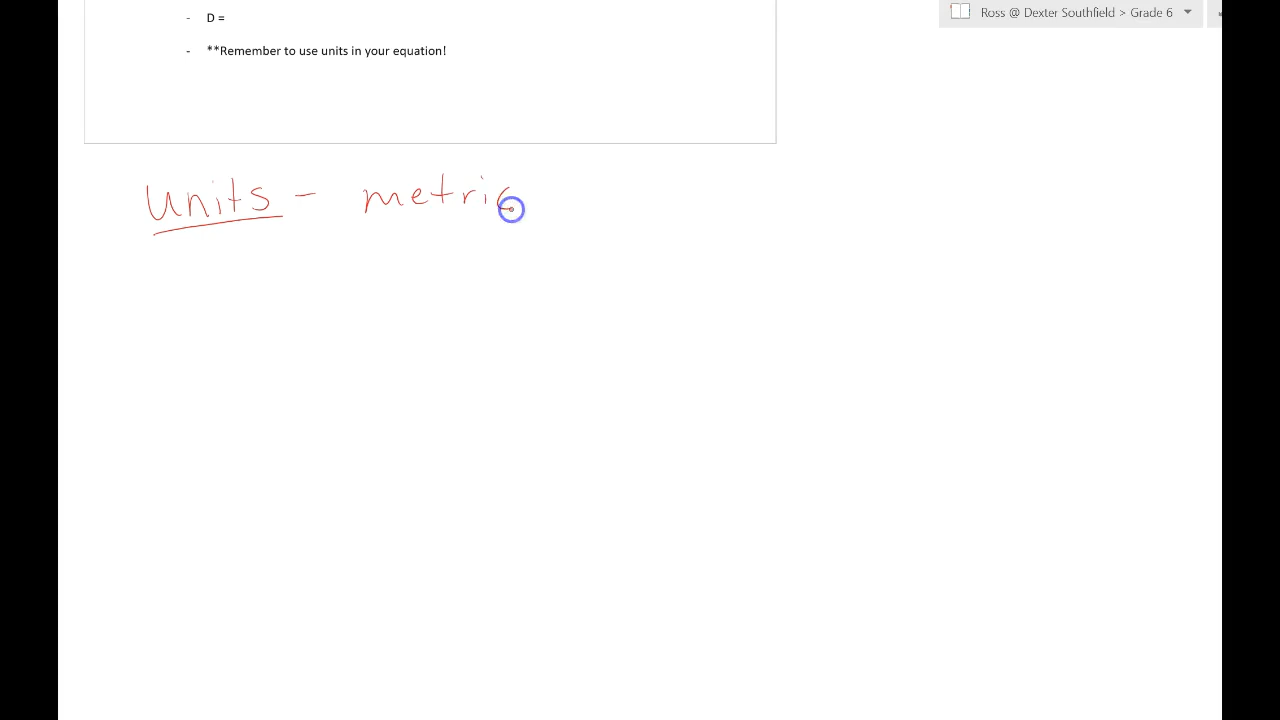 - D =
Ross @ Dexter Southfield > Grade 6
- **Remember to use units in your equation!
units - metric